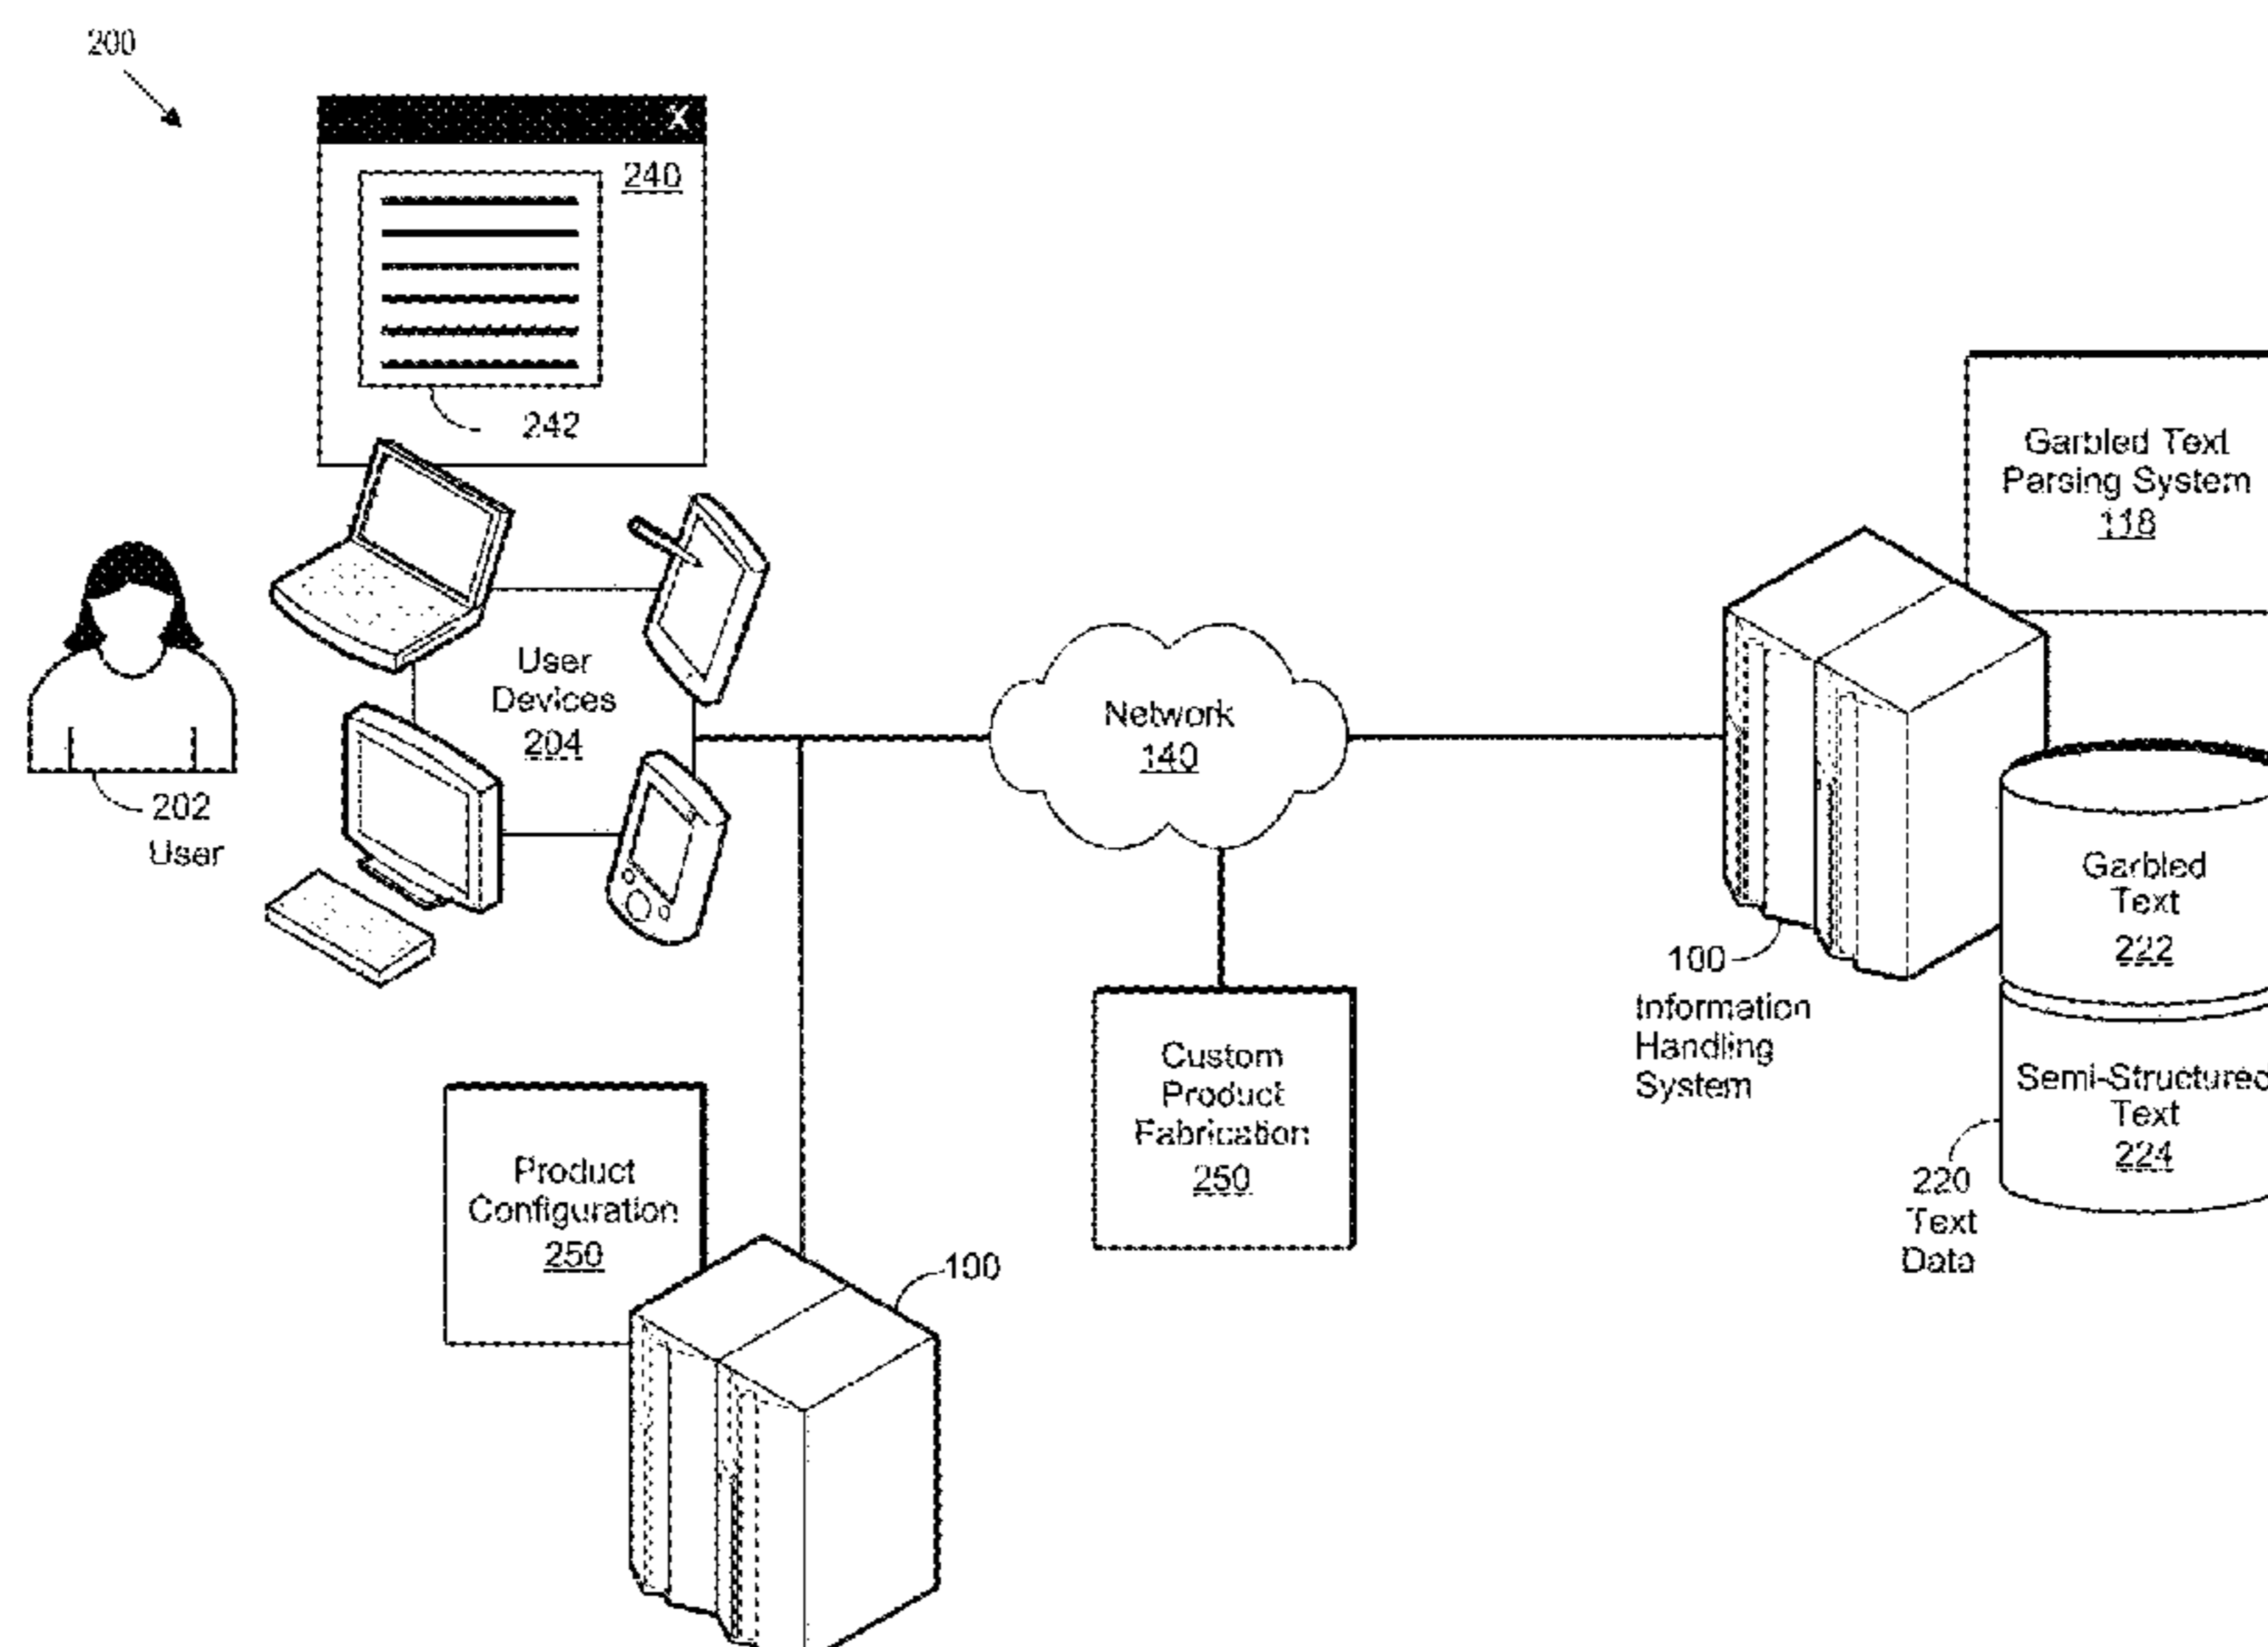 200
X
240
242
Garbled Text
Parsing System
118
User
Devices
204
202
User
Network
140
Garbled
Text
222
100
Information
Handling
System
Semi-Structured
Text
224
220
Text
Data
Custom
Product
Fabrication
250
Product
Configuration
250
100